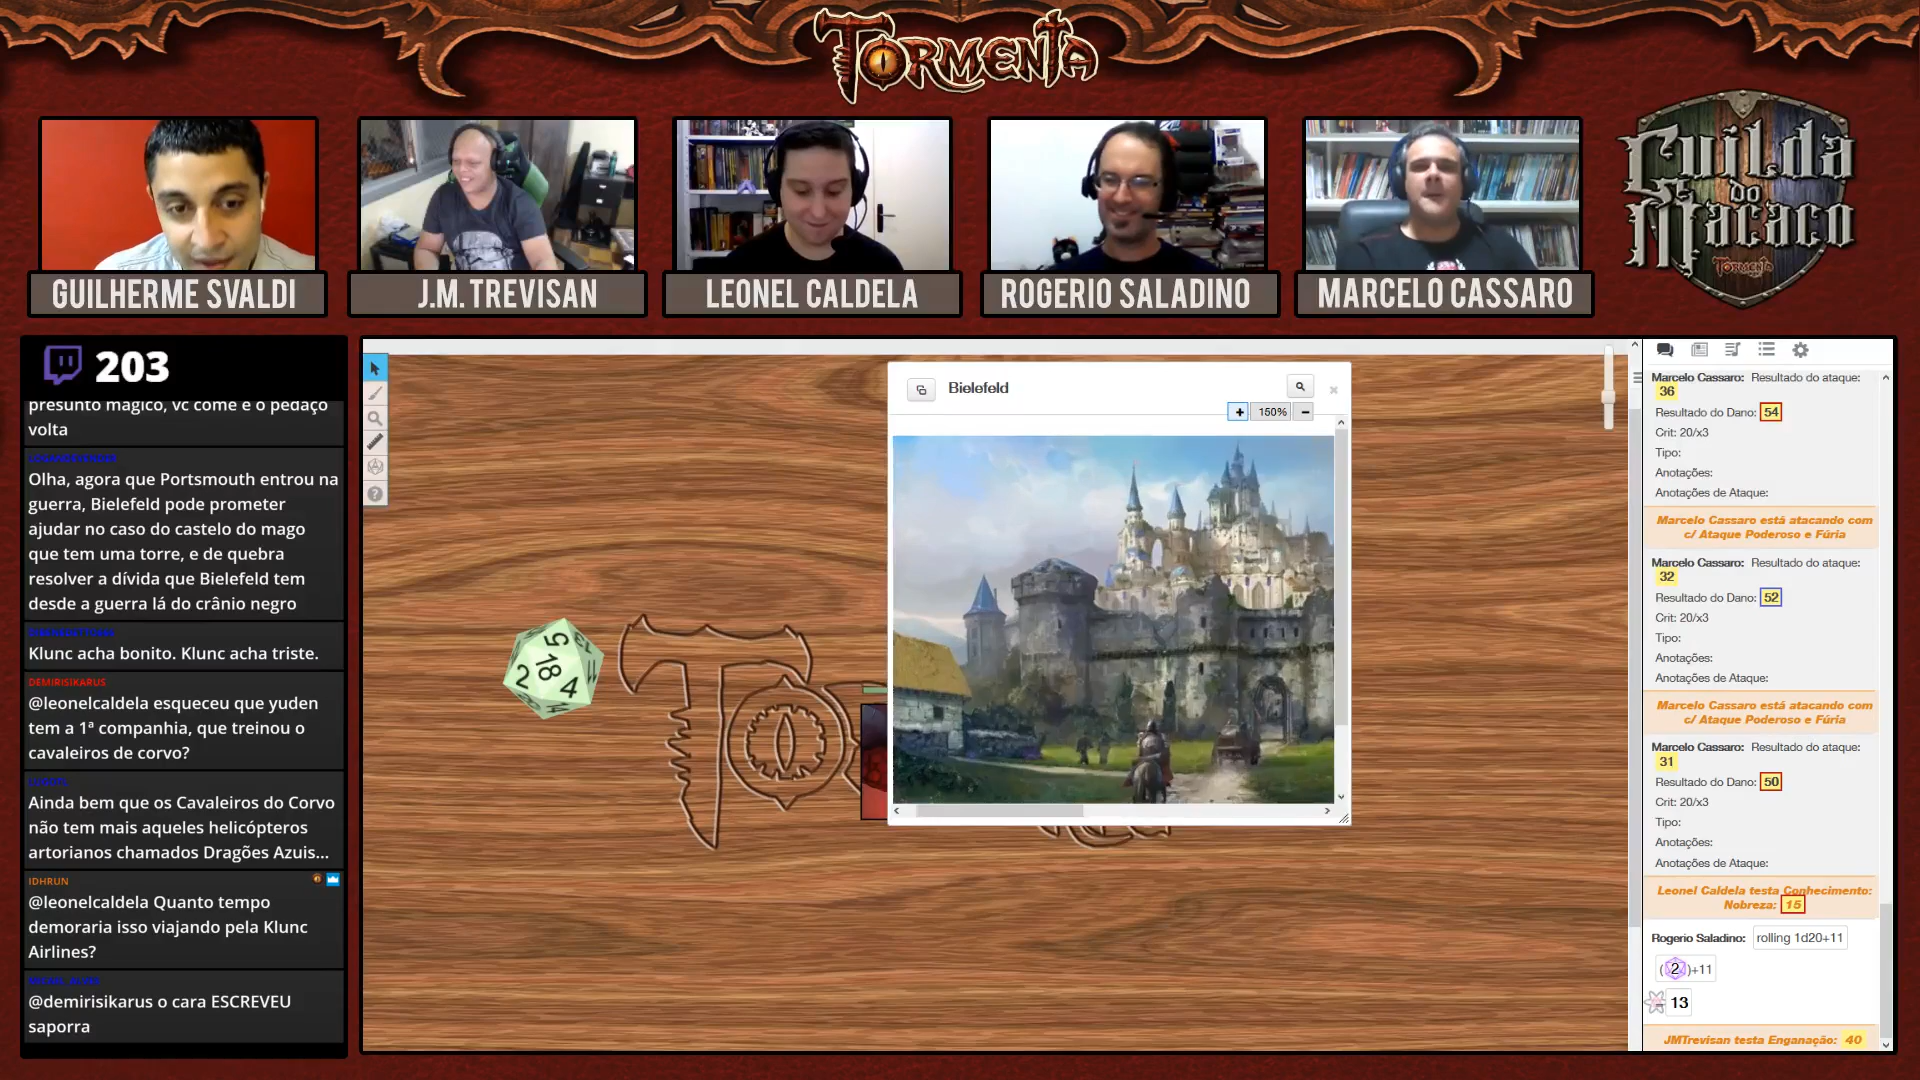 TORMENTA
GUILHERME SVALDI
J.M. TREVISAN
LEONEL CALDELA
ROGERIO SALADINO
MARCELO CASSARO
Guilda
do
Macaco
TORMENTA
203
presunto mágico, vc come e o pedaço
volta
Olha, agora que Portsmouth entrou na
guerra, Bielefeld pode prometer
ajudar no caso do castelo do mago
que tem uma torre, e de quebra
resolver a dívida que Bielefeld tem
desde a guerra lá do crânio negro
Klunc acha bonito. Klunc acha triste.
DEMIRISIKARUS
@leonelcaldela esqueceu que yuden
tem a 1ª companhia, que treinou o
cavaleiros de corvo?
Ainda bem que os Cavaleiros do Corvo
não tem mais aqueles helicópteros
artorianos chamados Dragões Azuis...
IDHRUN
@leonelcaldela Quanto tempo
demoraria isso viajando pela Klunc
Airlines?
@demirisikarus o cara ESCREVEU
saporra
5
18
2
4
Bielefeld
150%
Marcelo Cassaro: Resultado do ataque:
36
Resultado do Dano: 54
Crit: 20/x3
Tipo:
Anotações:
Anotações de Ataque:
Marcelo Cassaro está atacando com
c/ Ataque Poderoso e Fúria
Marcelo Cassaro: Resultado do ataque:
32
Resultado do Dano: 52
Crit: 20/x3
Tipo:
Anotações:
Anotações de Ataque:
Marcelo Cassaro está atacando com
c/ Ataque Poderoso e Fúria
Marcelo Cassaro: Resultado do ataque:
31
Resultado do Dano: 50
Crit: 20/x3
Tipo:
Anotações:
Anotações de Ataque:
Leonel Caldela testa Conhecimento:
Nobreza: 15
Rogerio Saladino: rolling 1d20+11
(2)+11
= 13
JMTrevisan testa Enganação: 40